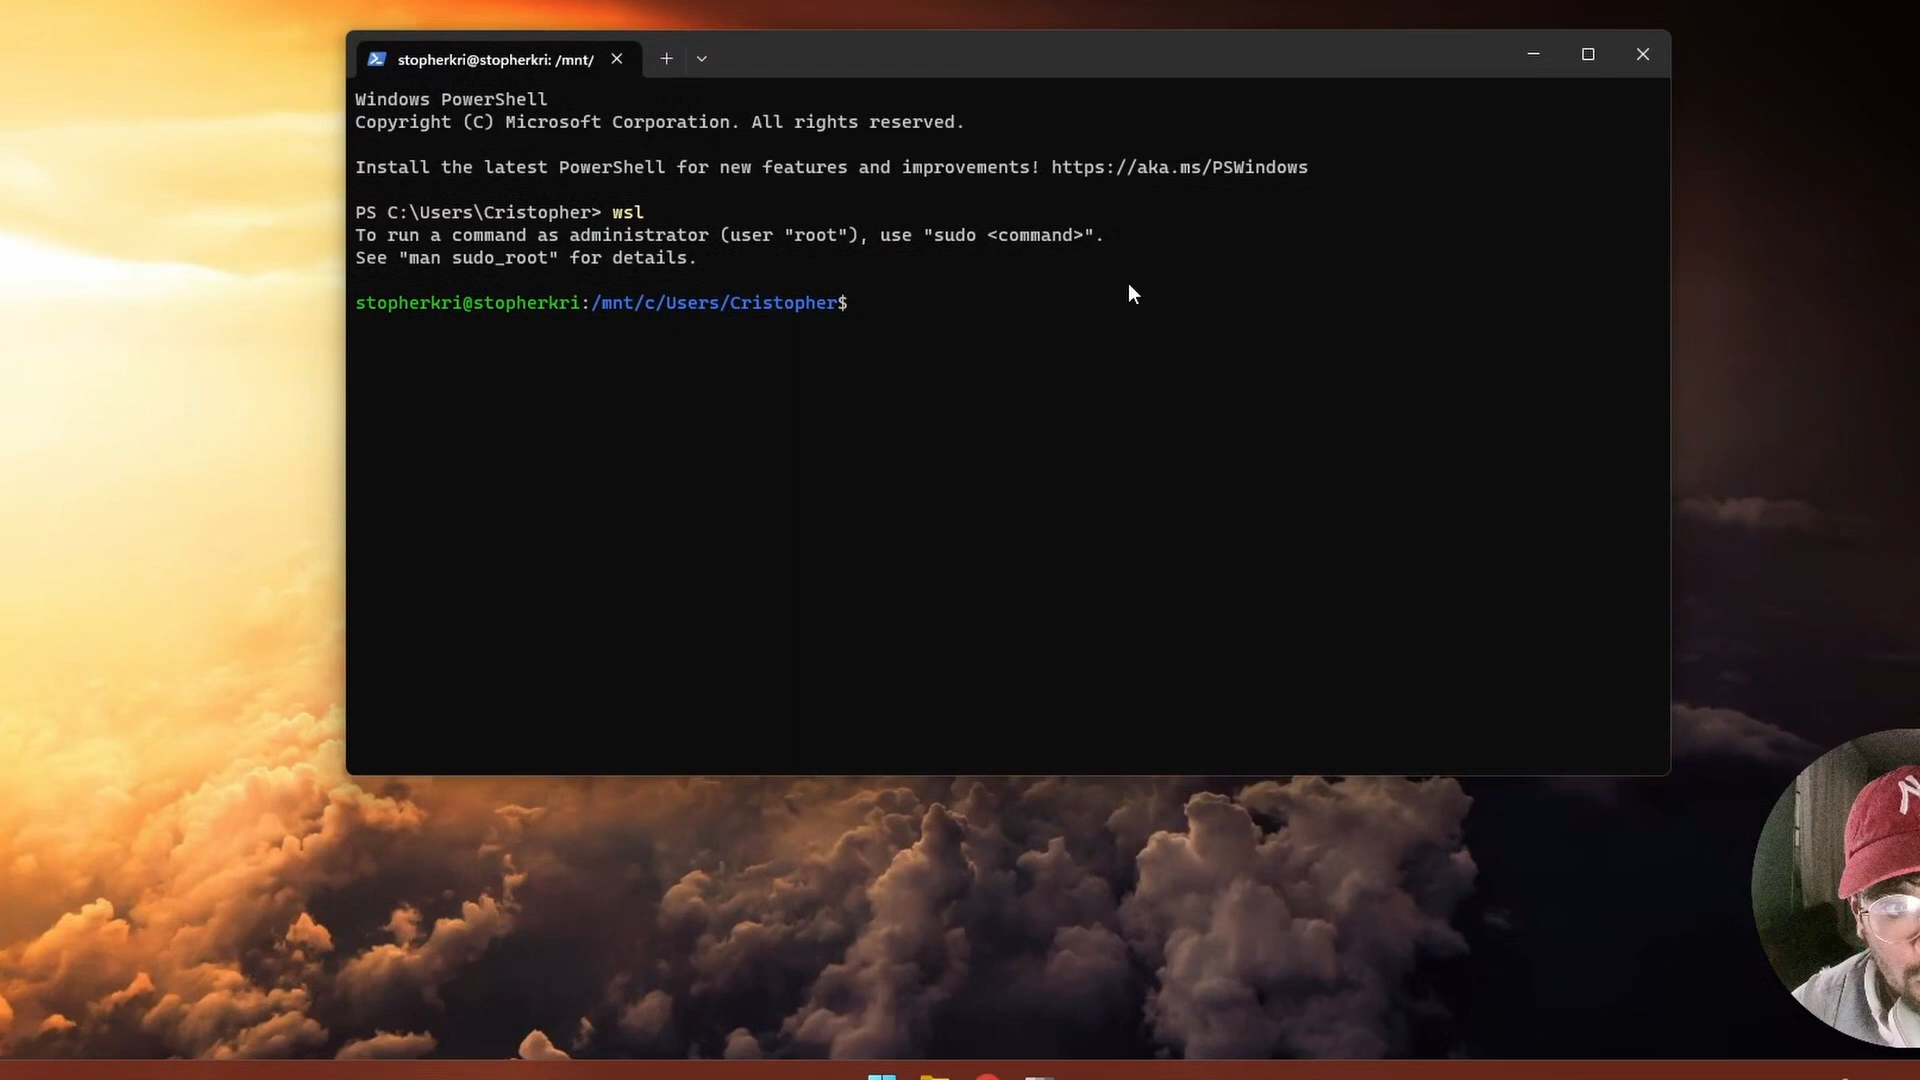 stopherkri@stopherkri: /mnt/
Windows PowerShell
Copyright (C) Microsoft Corporation. All rights reserved.
Install the latest PowerShell for new features and improvements! https://aka.ms/PSWindows
PS C:\Users\Cristopher> wsl
To run a command as administrator (user "root"), use "sudo <command>".
See "man sudo_root" for details.
stopherkri@stopherkri:/mnt/c/Users/Cristopher$